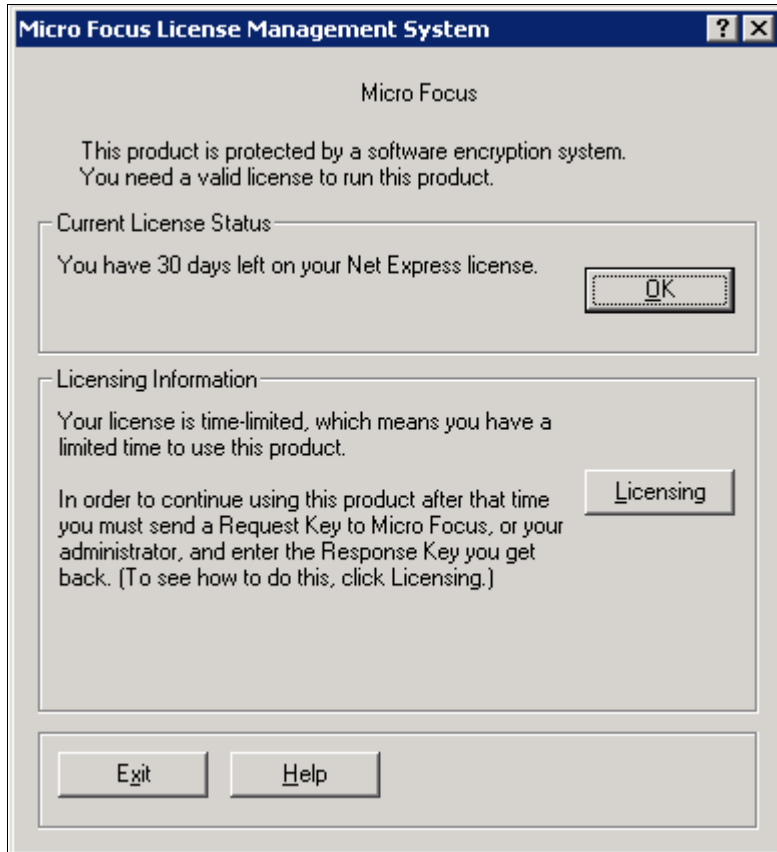 Micro Focus License Management System
Micro Focus
This product is protected by a software encryption system.
You need a valid license to run this product.
Current License Status
You have 30 days left on your Net Express license.
OK
Licensing Information
Your license is time-limited, which means you have a
limited time to use this product.
In order to continue using this product after that time
you must send a Request Key to Micro Focus, or your
administrator, and enter the Response Key you get
back. (To see how to do this, click Licensing.)
Licensing
Exit
Help